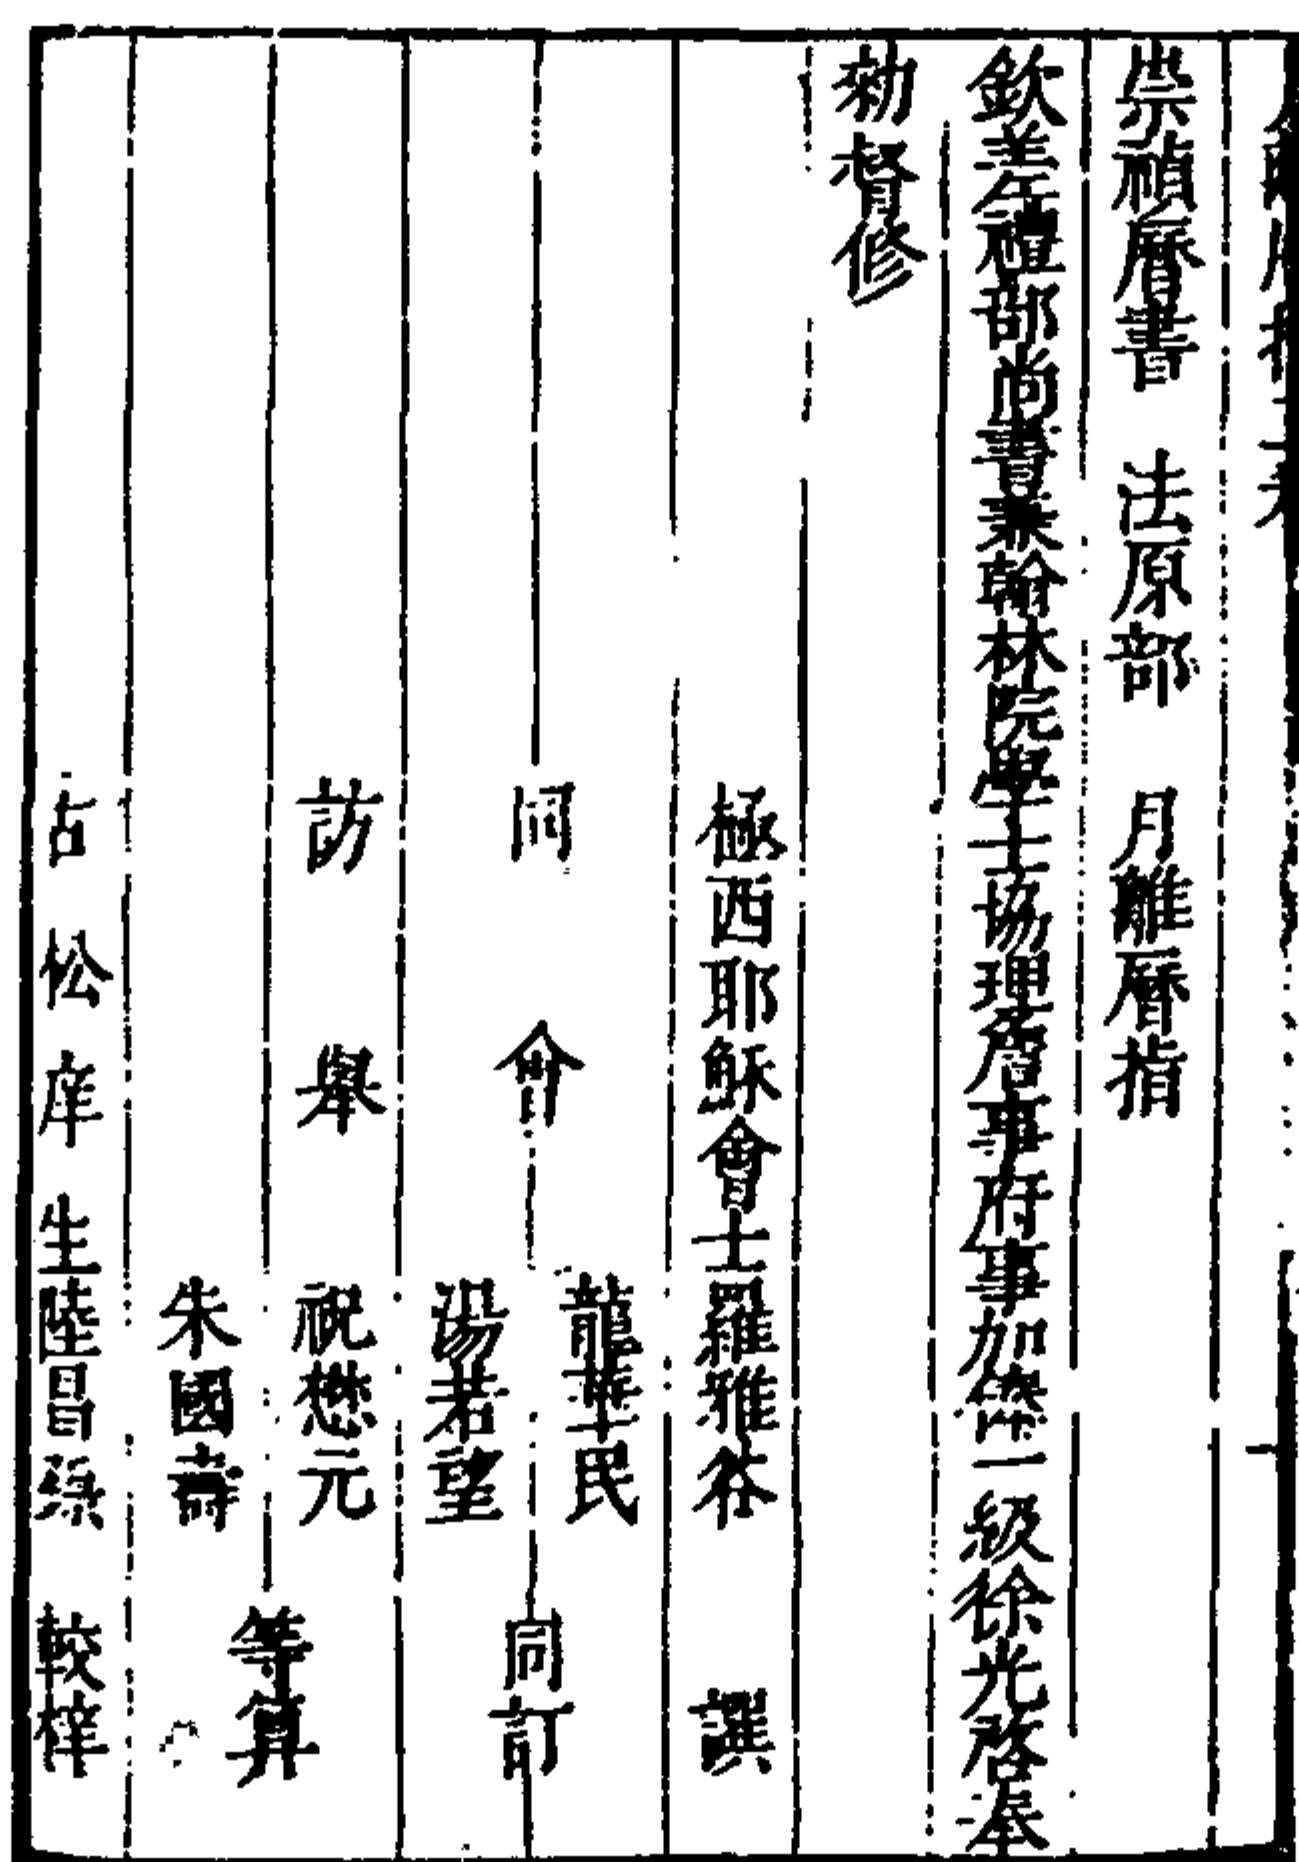 崇禎曆書　法原部　月離曆指
欽差午禮部尚書兼翰林院學士協理詹事府事加俸一級徐光啓奉
勑督修
極西耶穌會士羅雅谷　譔
同會　龍華民
湯若望　同訂
訪舉　祝懋元
朱國壽　等算
古松庠生陸昌　較梓